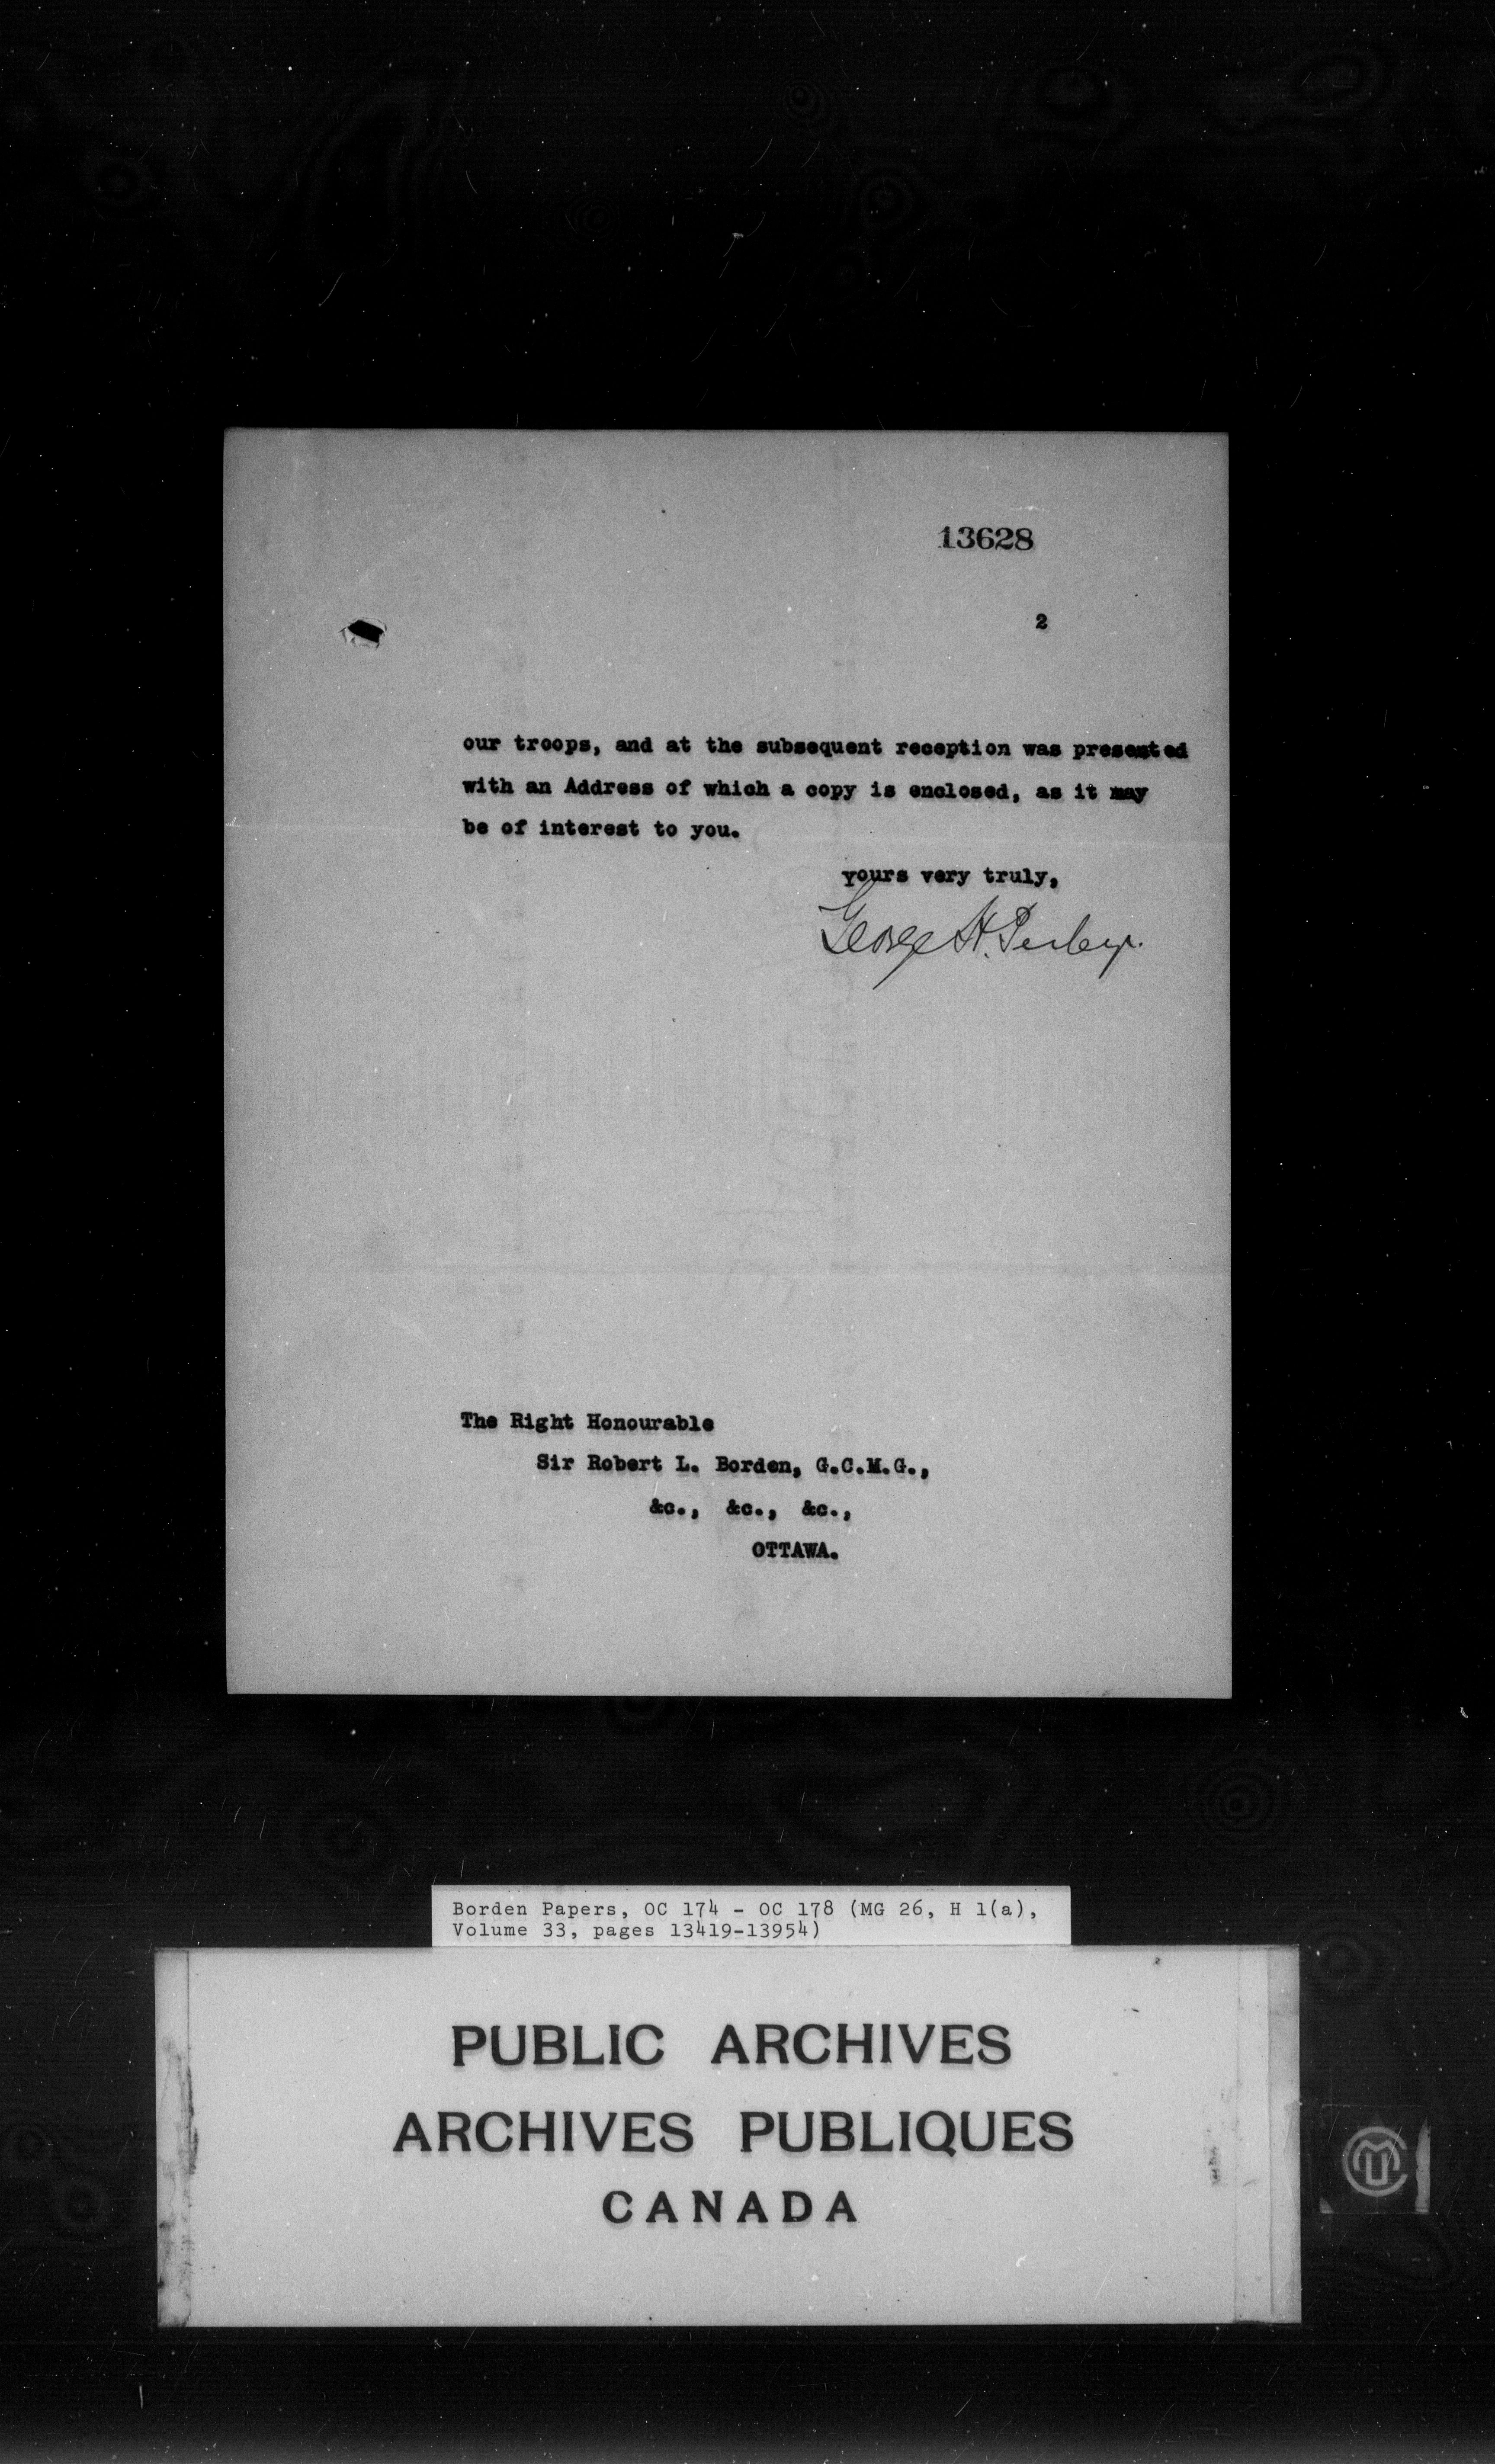 13628
2
our troops, and at the subsequent reception was presented
with an Address of which a copy is enclosed, as it may
be of interest to you.
Yours very truly,
George H. Perley.
The Right Honourable
Sir Robert L. Borden, G.C.M.G.,
&c., &c., &c.,
OTTAWA.
Borden Papers, OC 174 - OC 178 (MG 26, H 1(a),
Volume 33, pages 13419-13954)
PUBLIC ARCHIVES
ARCHIVES PUBLIQUES
CANADA